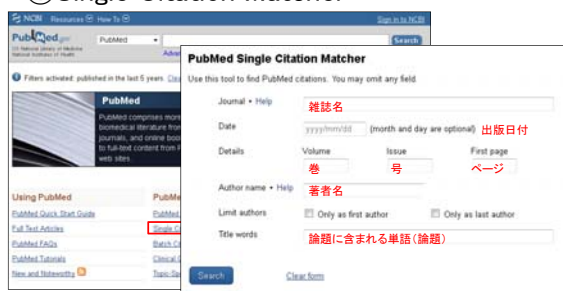 Single Citation Matcher
NCBI Resources How To Sign in to NCBI
PubMed.gov PubMed Search
US National Library of Medicine
National Institutes of Health
Filters activated: published in the last 5 years.
PubMed
PubMed comprises more
biomedical literature from
journals, and online boo
to full-text content from P
web sites.
Using PubMed
PubMed Quick Start Guide
Full Text Articles
PubMed FAQs
PubMed Tutorials
New and Noteworthy
PubMe
Single C
Batch C
Clinical
Topic-Sp
PubMed Single Citation Matcher
Use this tool to find PubMed citations. You may omit any field.
Journal • Help 雑誌名
Date yyyy/mm/dd (month and day are optional) 出版日付
Details Volume Issue First page
巻 号 ページ
Author name • Help 著者名
Limit authors Only as first author Only as last author
Title words 論題に含まれる単語(論題)
Search Clear form